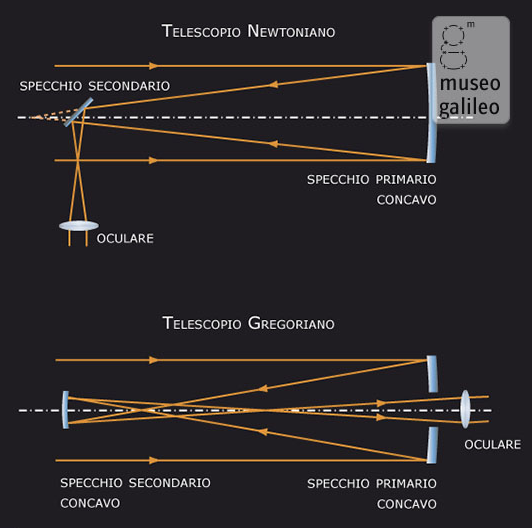 TELESCOPIO NEWTONIANO
m
museo
galileo
SPECCHIO SECONDARIO
SPECCHIO PRIMARIO
CONCAVO
OCULARE
TELESCOPIO GREGORIANO
OCULARE
SPECCHIO SECONDARIO
CONCAVO
SPECCHIO PRIMARIO
CONCAVO